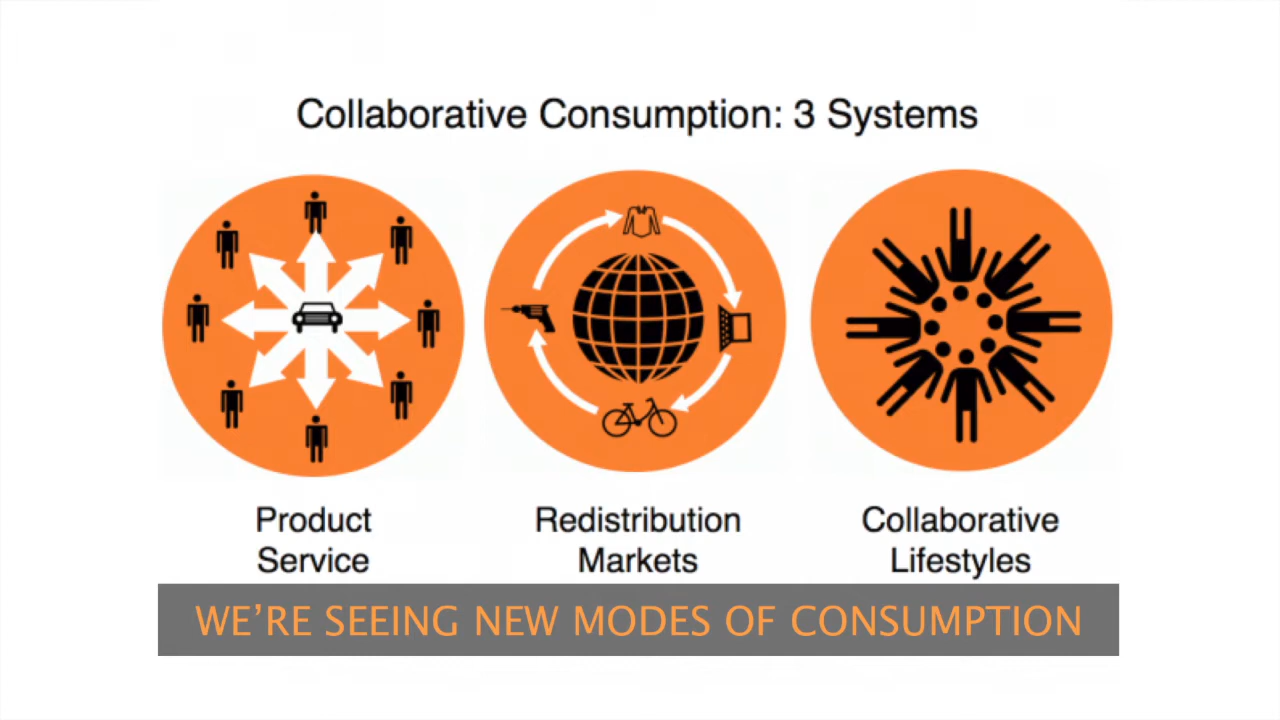 Collaborative Consumption: 3 Systems
Product
Service
Redistribution
Markets
Collaborative
Lifestyles
WE’RE SEEING NEW MODES OF CONSUMPTION